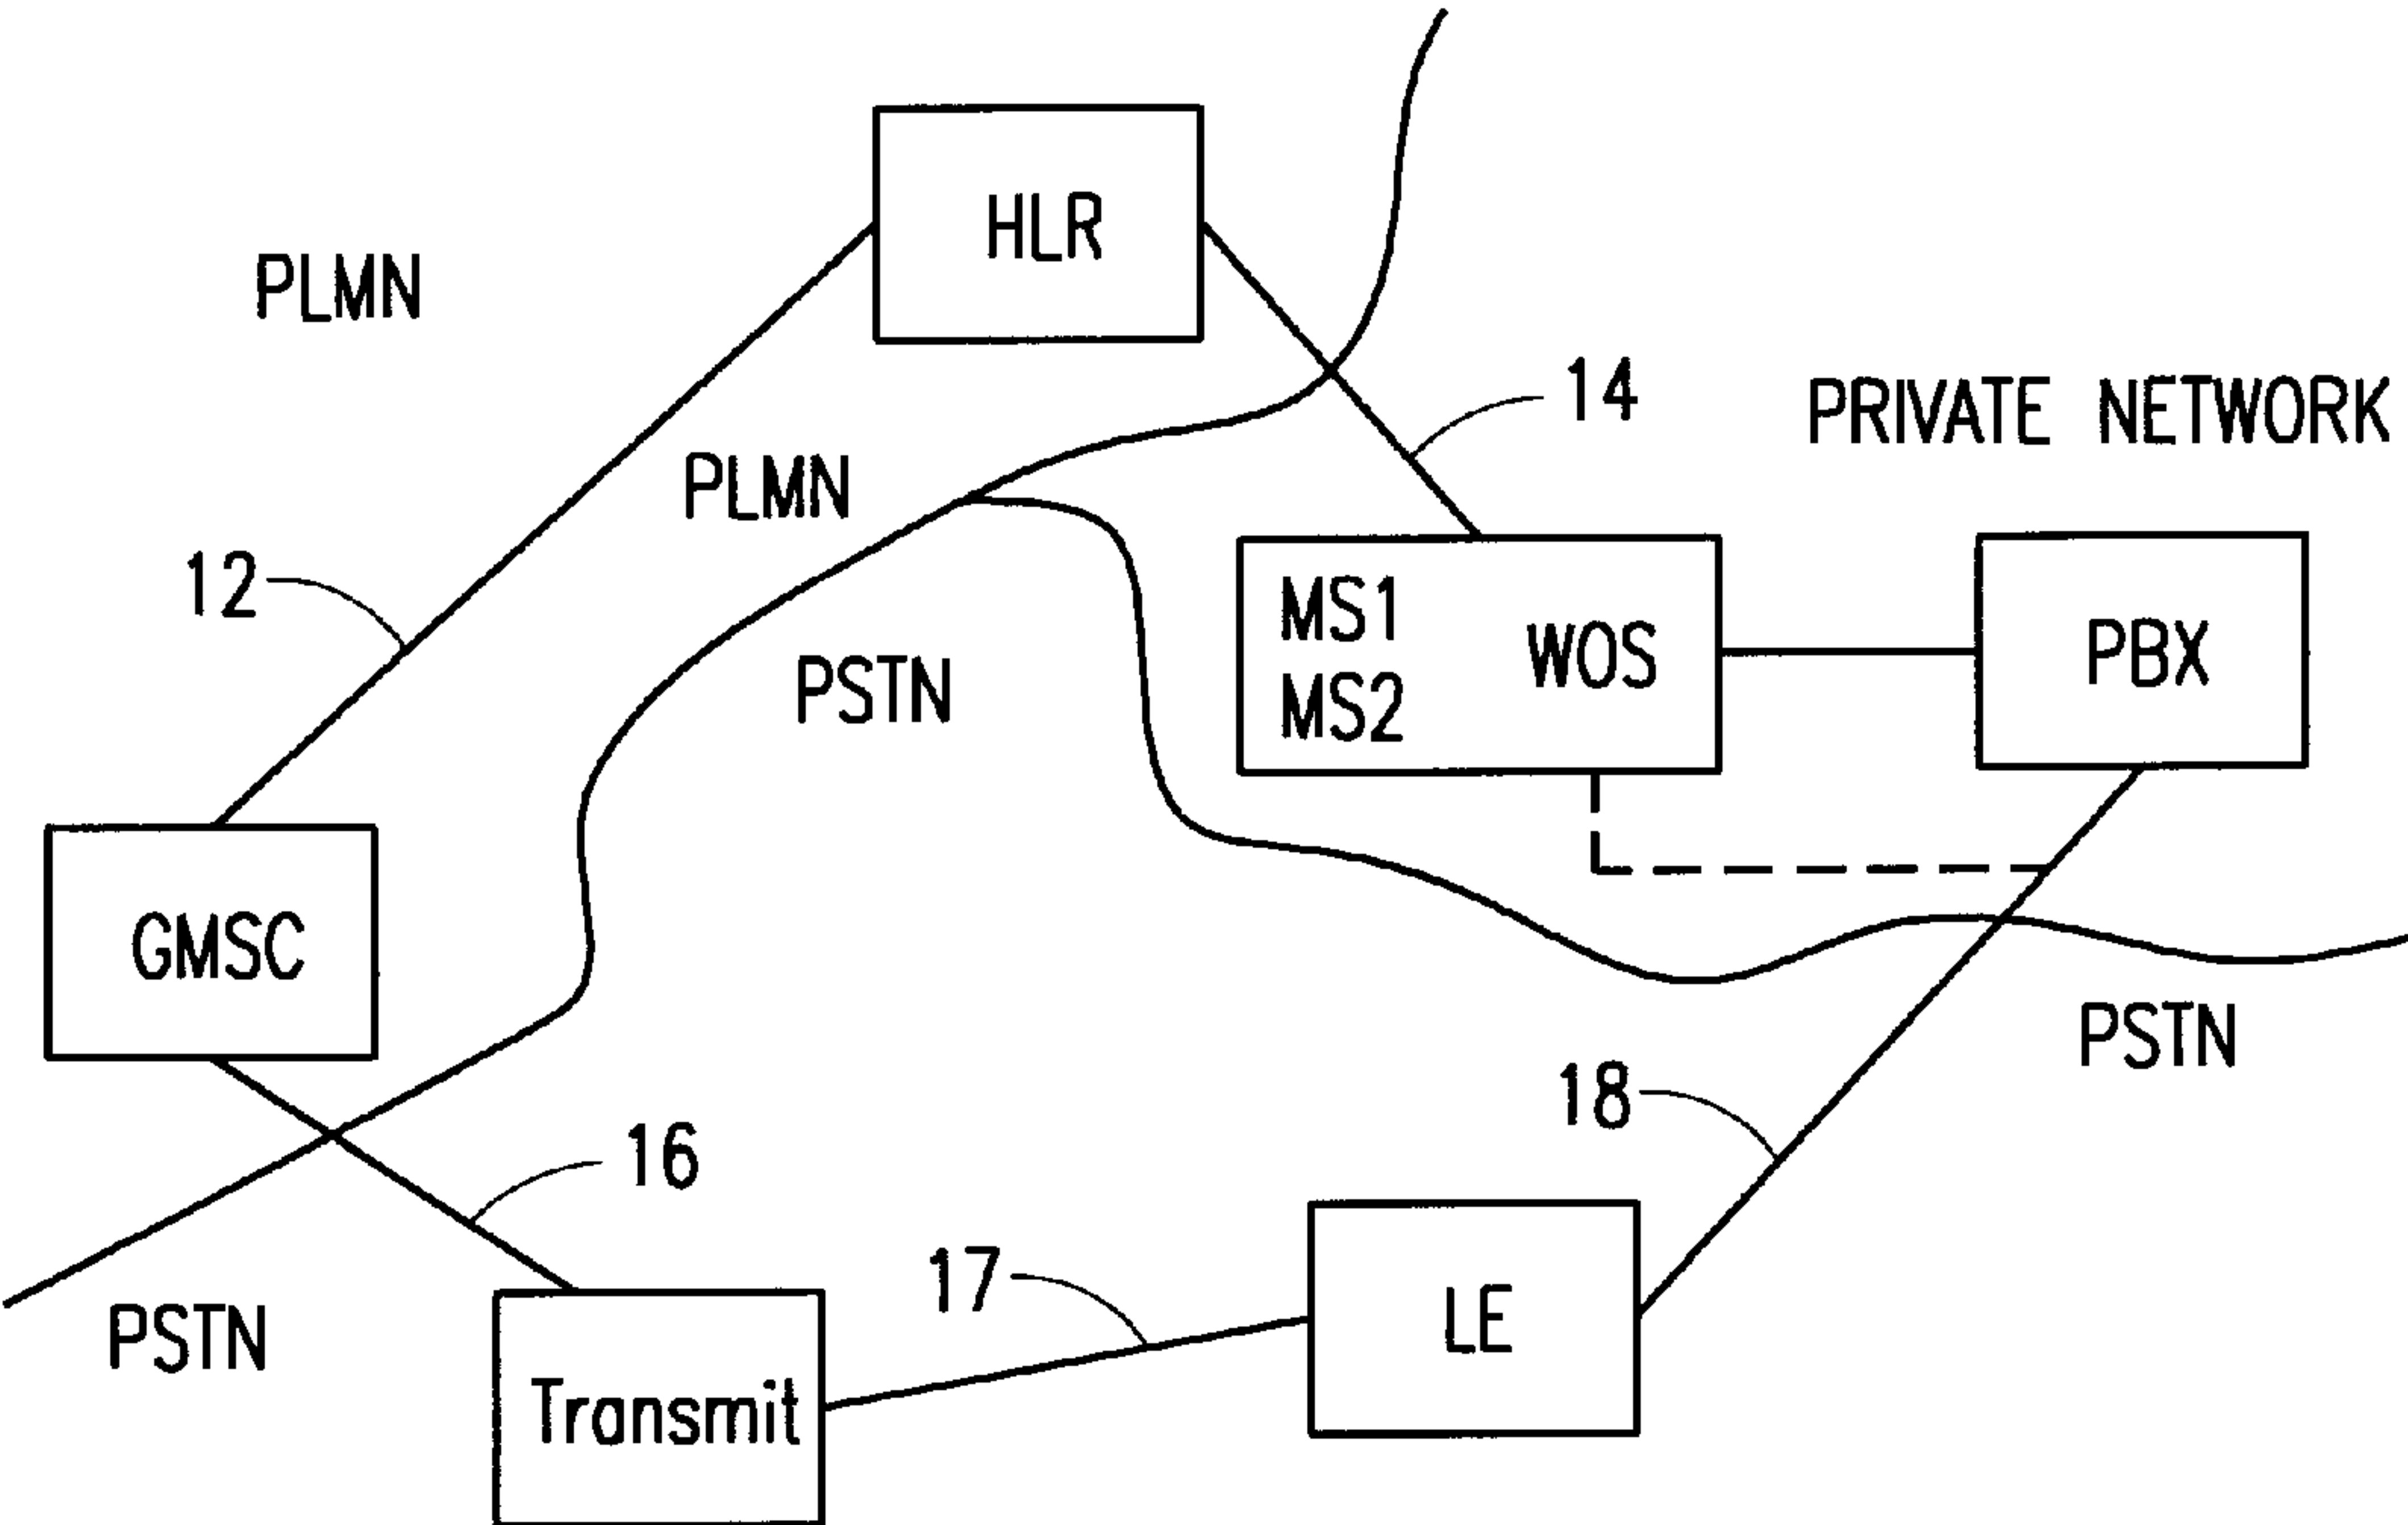 HLR
PLMN
14
PRIVATE NETWORK
PLMN
12
MS1
WOS
MS2
PBX
PSTN
GMSC
PSTN
18
16
17
LE
PSTN
Transmit